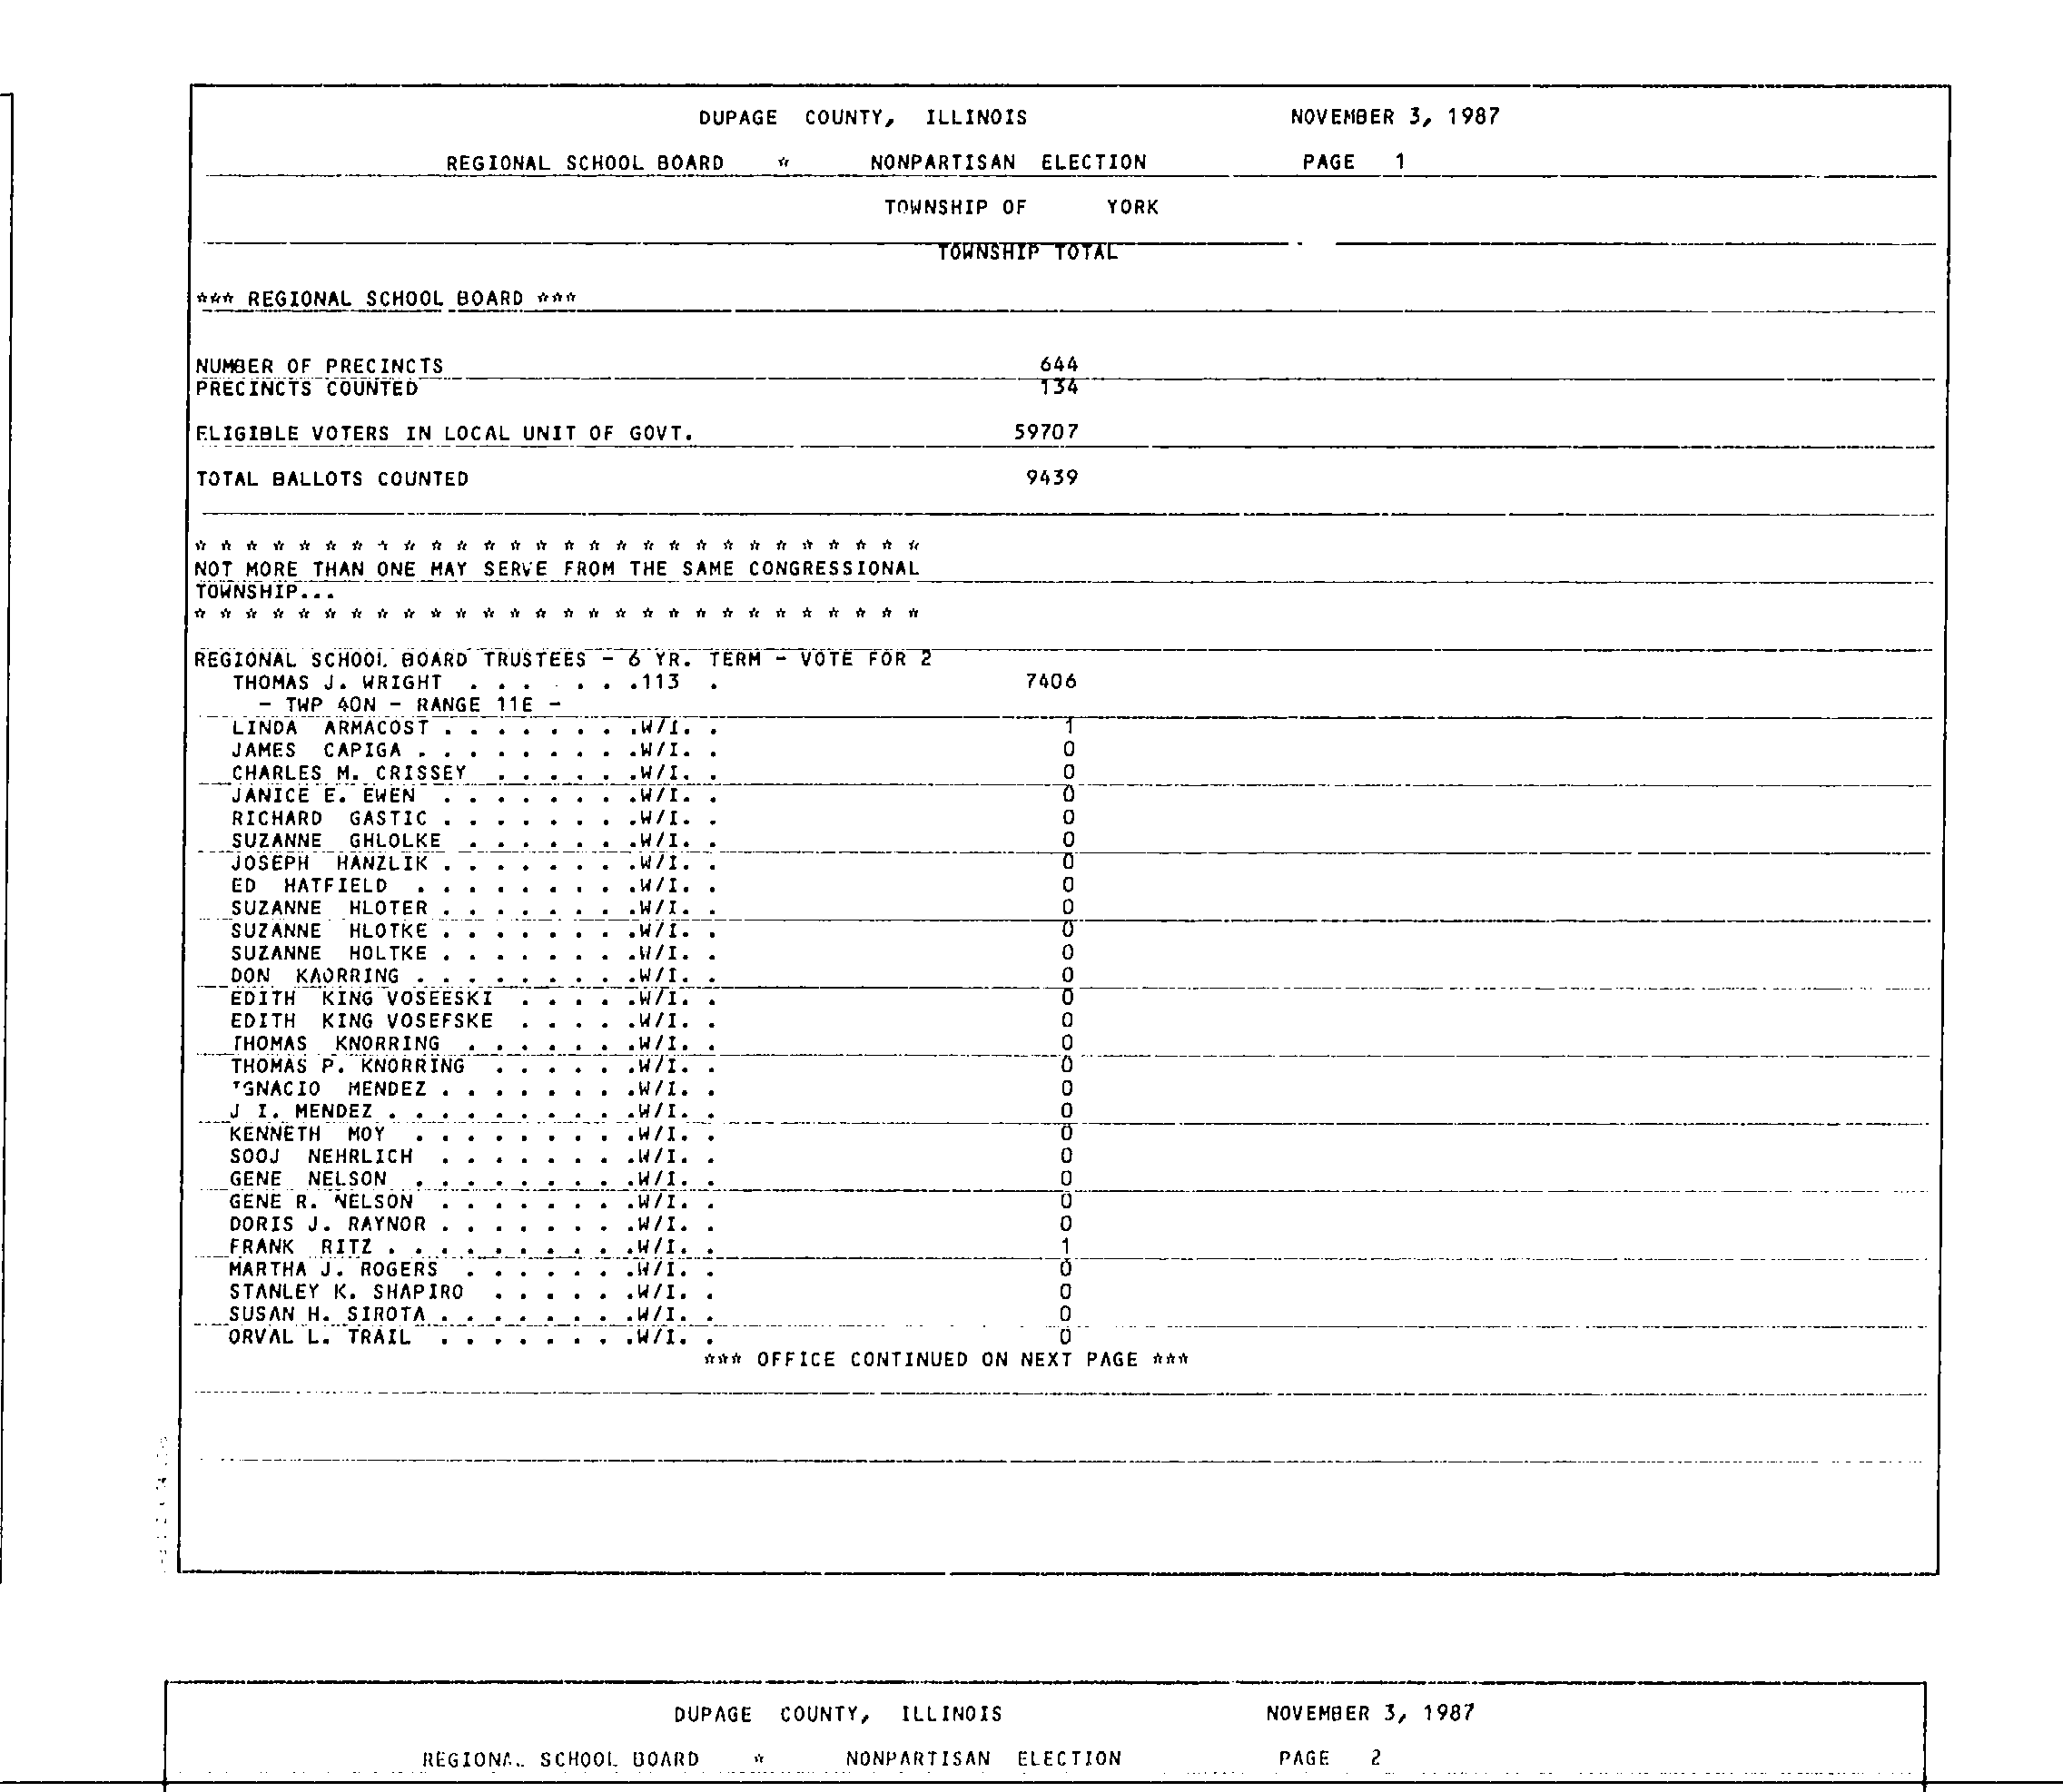 DUPAGE COUNTY, ILLINOIS NOVEMBER 3, 1987
REGIONAL SCHOOL BOARD * NONPARTISAN ELECTION PAGE 1
TOWNSHIP OF YORK
TOWNSHIP TOTAL
*** REGIONAL SCHOOL BOARD ***
NUMBER OF PRECINCTS 644
PRECINCTS COUNTED 134
ELIGIBLE VOTERS IN LOCAL UNIT OF GOVT. 59707
TOTAL BALLOTS COUNTED 9439
* * * * * * * * * * * * * * * * * * * * * * * * * * * *
NOT MORE THAN ONE MAY SERVE FROM THE SAME CONGRESSIONAL
TOWNSHIP...
* * * * * * * * * * * * * * * * * * * * * * * * * * * *
REGIONAL SCHOOL BOARD TRUSTEES - 6 YR. TERM - VOTE FOR 2
THOMAS J. WRIGHT . . . . . . .113 . 7406
- TWP 40N - RANGE 11E -
LINDA ARMACOST . . . . . . . .W/I. . 1
JAMES CAPIGA . . . . . . . . .W/I. . 0
CHARLES M. CRISSEY . . . . . .W/I. . 0
JANICE E. EWEN . . . . . . . .W/I. . 0
RICHARD GASTIC . . . . . . . .W/I. . 0
SUZANNE GHLOLKE . . . . . . .W/I. . 0
JOSEPH HANZLIK . . . . . . . .W/I. . 0
ED HATFIELD . . . . . . . . .W/I. . 0
SUZANNE HLOTER . . . . . . . .W/I. . 0
SUZANNE HLOTKE . . . . . . . .W/I. . 0
SUZANNE HOLTKE . . . . . . . .W/I. . 0
DON KAORRING . . . . . . . . .W/I. . 0
EDITH KING VOSEESKI . . . . .W/I. . 0
EDITH KING VOSEFSKE . . . . .W/I. . 0
THOMAS KNORRING . . . . . . .W/I. . 0
THOMAS P. KNORRING . . . . . .W/I. . 0
IGNACIO MENDEZ . . . . . . . .W/I. . 0
J I. MENDEZ . . . . . . . . . .W/I. . 0
KENNETH MOY . . . . . . . . .W/I. . 0
SOOJ NEHRLICH . . . . . . . .W/I. . 0
GENE NELSON . . . . . . . . .W/I. . 0
GENE R. NELSON . . . . . . . .W/I. . 0
DORIS J. RAYNOR . . . . . . . .W/I. . 0
FRANK RITZ . . . . . . . . . .W/I. . 1
MARTHA J. ROGERS . . . . . . .W/I. . 0
STANLEY K. SHAPIRO . . . . . .W/I. . 0
SUSAN H. SIROTA . . . . . . . .W/I. . 0
ORVAL L. TRAIL . . . . . . . .W/I. . 0
*** OFFICE CONTINUED ON NEXT PAGE ***
DUPAGE COUNTY, ILLINOIS NOVEMBER 3, 1987
REGIONAL SCHOOL BOARD * NONPARTISAN ELECTION PAGE 2